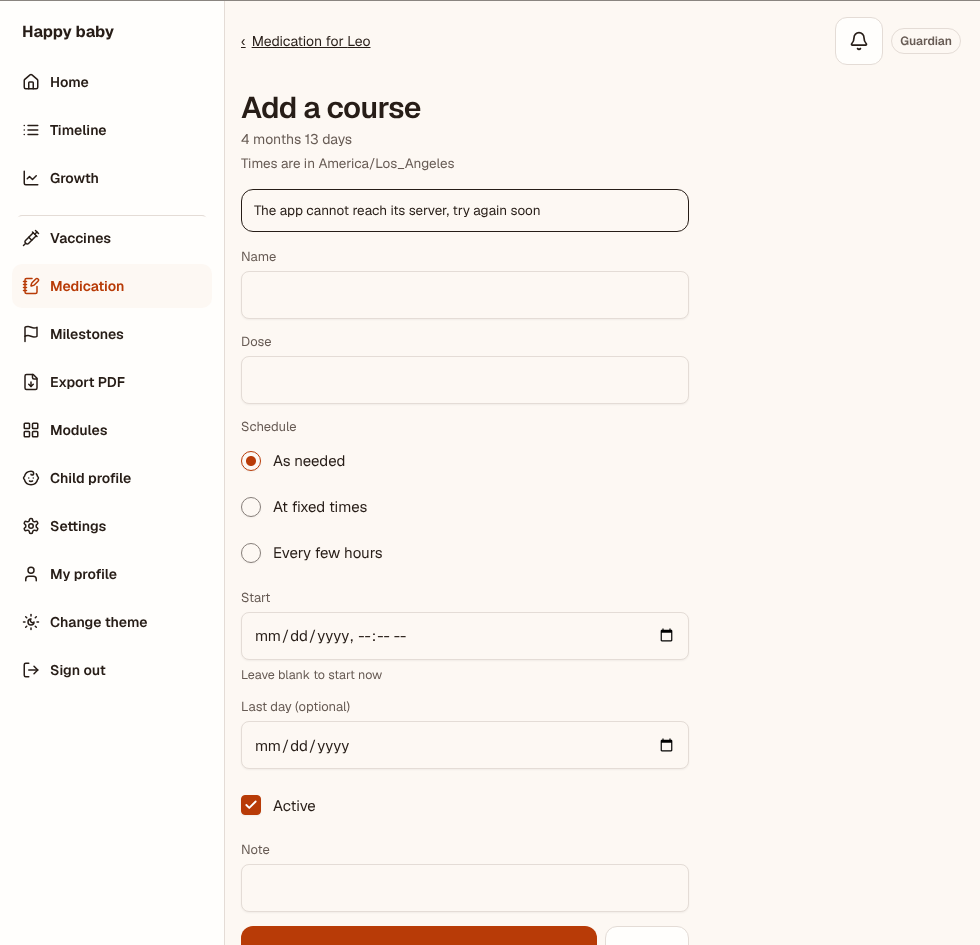 Happy baby
Home
Timeline
Growth
Vaccines
Medication
Milestones
Export PDF
Modules
Child profile
Settings
My profile
Change theme
Sign out
‹ Medication for Leo
Guardian
Add a course
4 months 13 days
Times are in America/Los_Angeles
The app cannot reach its server, try again soon
Name
Dose
Schedule
As needed
At fixed times
Every few hours
Start
mm/dd/yyyy, --:-- --
Leave blank to start now
Last day (optional)
mm/dd/yyyy
Active
Note